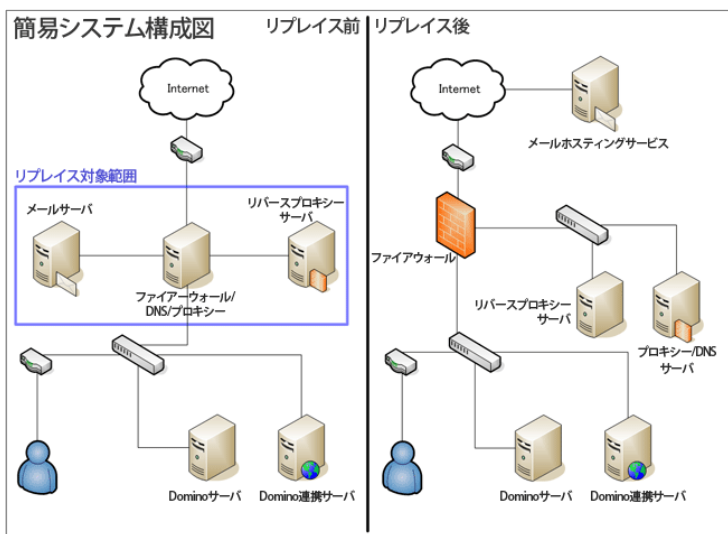 簡易システム構成図
リプレイス前
リプレイス後
Internet
リプレイス対象範囲
メールサーバ
リバースプロキシー
サーバ
ファイアーウォール/
DNS/プロキシー
Dominoサーバ
Domino連携サーバ
Internet
メールホスティングサービス
ファイアウォール
リバースプロキシー
サーバ
プロキシー/DNS
サーバ
Dominoサーバ
Domino連携サーバ